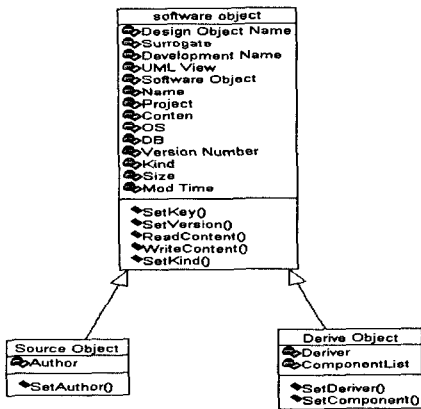 software object
Design Object Name
Surrogate
Development Name
UML View
Software Object
Name
Project
Conten
OS
DB
Version Number
Kind
Size
Mod Time
SetKey()
SetVersion()
ReadContent()
WriteContent()
SetKind()
Source Object
Author
SetAuthor()
Derive Object
Deriver
ComponentList
SetDeriver()
SetComponent()